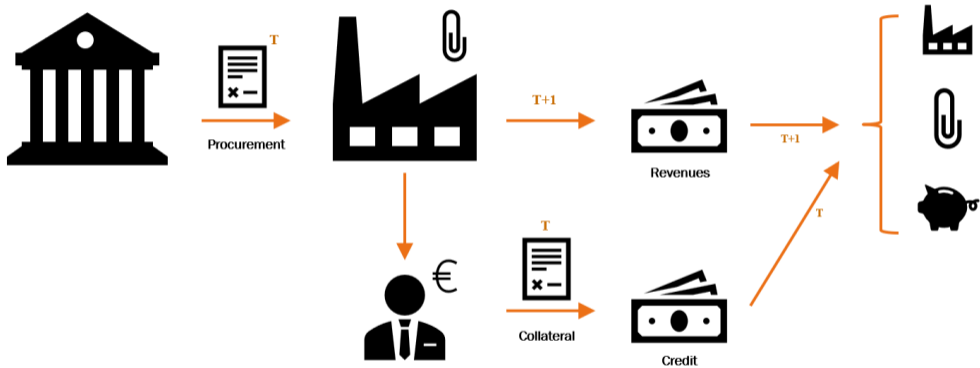 T
Procurement
T+1
Revenues
T+1
T
€
T
Collateral
Credit